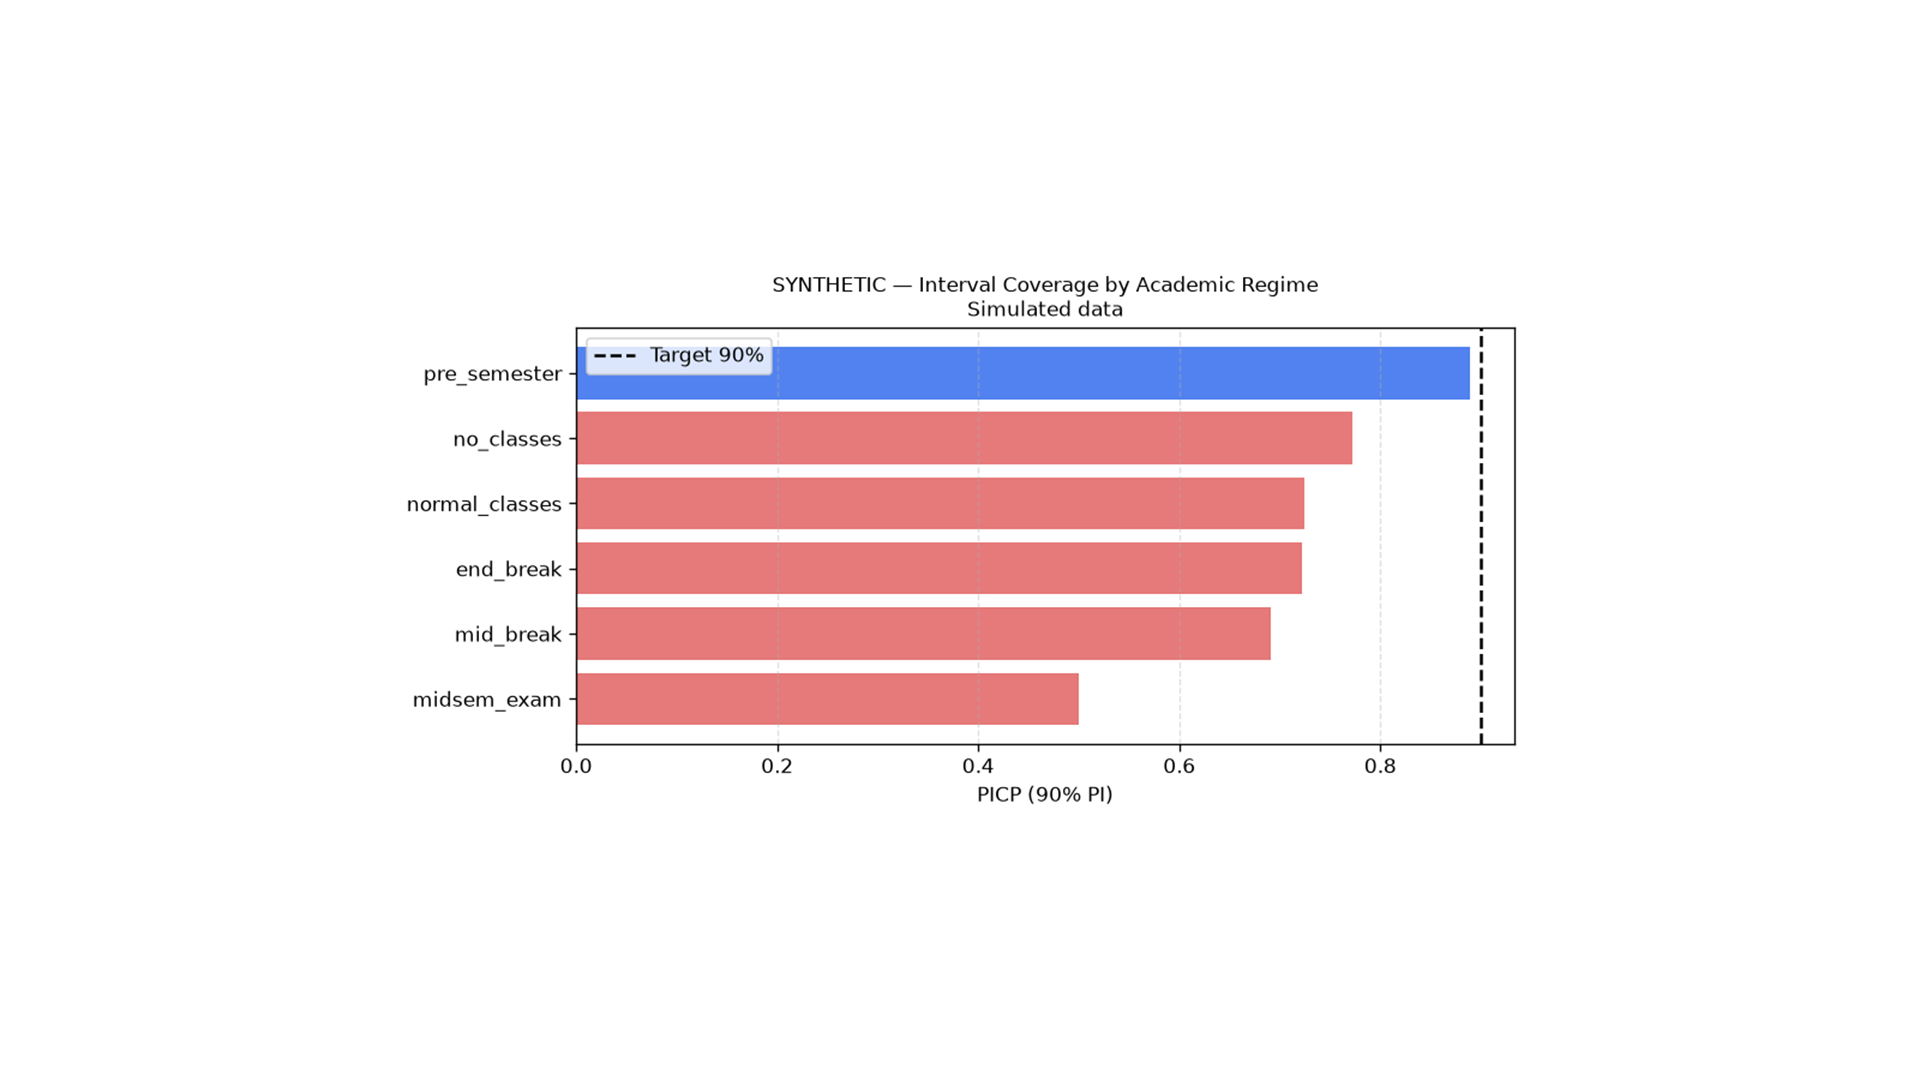 SYNTHETIC — Interval Coverage by Academic Regime
Simulated data
Target 90%
pre_semester
no_classes
normal_classes
end_break
mid_break
midsem_exam
0.0 0.2 0.4 0.6 0.8
PICP (90% PI)